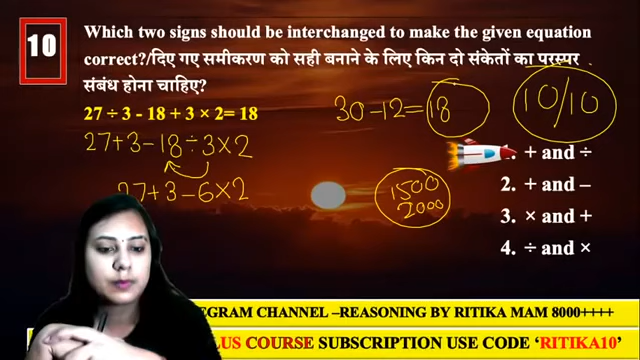 10
Which two signs should be interchanged to make the given equation
correct?/दिए गए समीकरण को सही बनाने के लिए किन दो संकेतों का परस्पर
संबंध होना चाहिए?
27 ÷ 3 - 18 + 3 × 2= 18
27+3-18÷3×2
27+3-6×2
30-12=18
10/10
1500
2000
+ and ÷
2. + and –
3. × and +
4. ÷ and ×
EGRAM CHANNEL –REASONING BY RITIKA MAM 8000++++
LUS COURSE SUBSCRIPTION USE CODE ‘RITIKA10’